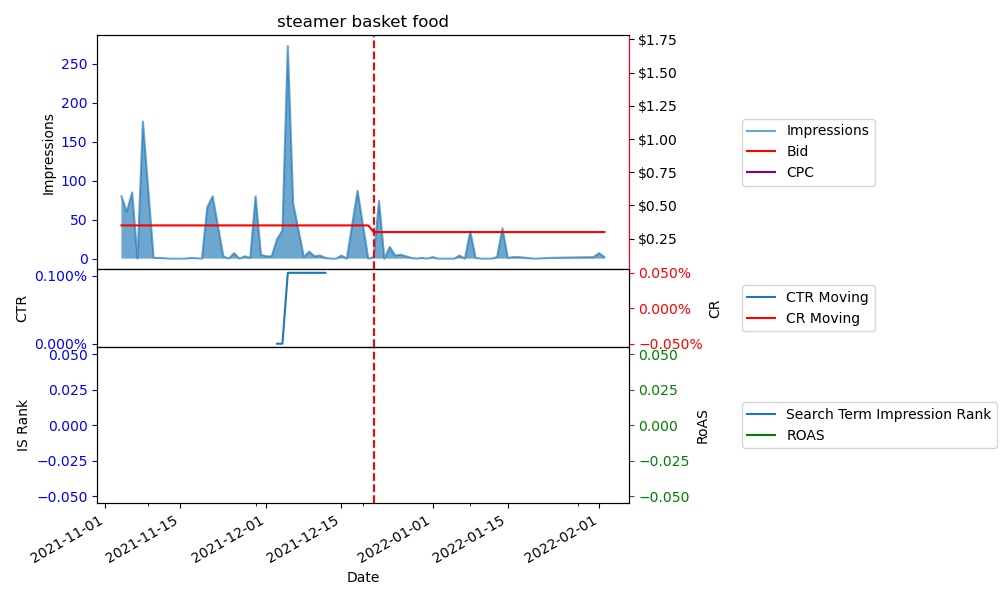 steamer basket food
Impressions
250
200
150
100
50
0
$1.75
$1.50
$1.25
$1.00
$0.75
$0.50
$0.25
Impressions
Bid
CPC
CTR
0.100%
0.000%
0.050%
0.000%
−0.050%
CR
CTR Moving
CR Moving
IS Rank
0.050
0.025
0.000
−0.025
−0.050
0.050
0.025
0.000
−0.025
−0.050
RoAS
Search Term Impression Rank
ROAS
2021-11-01
2021-11-15
2021-12-01
2021-12-15
2022-01-01
2022-01-15
2022-02-01
Date